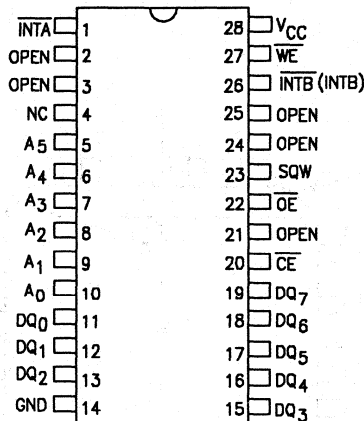 INTA 1 28 VCC
OPEN 2 27 WE
OPEN 3 26 INTB (INTB)
NC 4 25 OPEN
A5 5 24 OPEN
A4 6 23 SQW
A3 7 22 OE
A2 8 21 OPEN
A1 9 20 CE
A0 10 19 DQ7
DQ0 11 18 DQ6
DQ1 12 17 DQ5
DQ2 13 16 DQ4
GND 14 15 DQ3